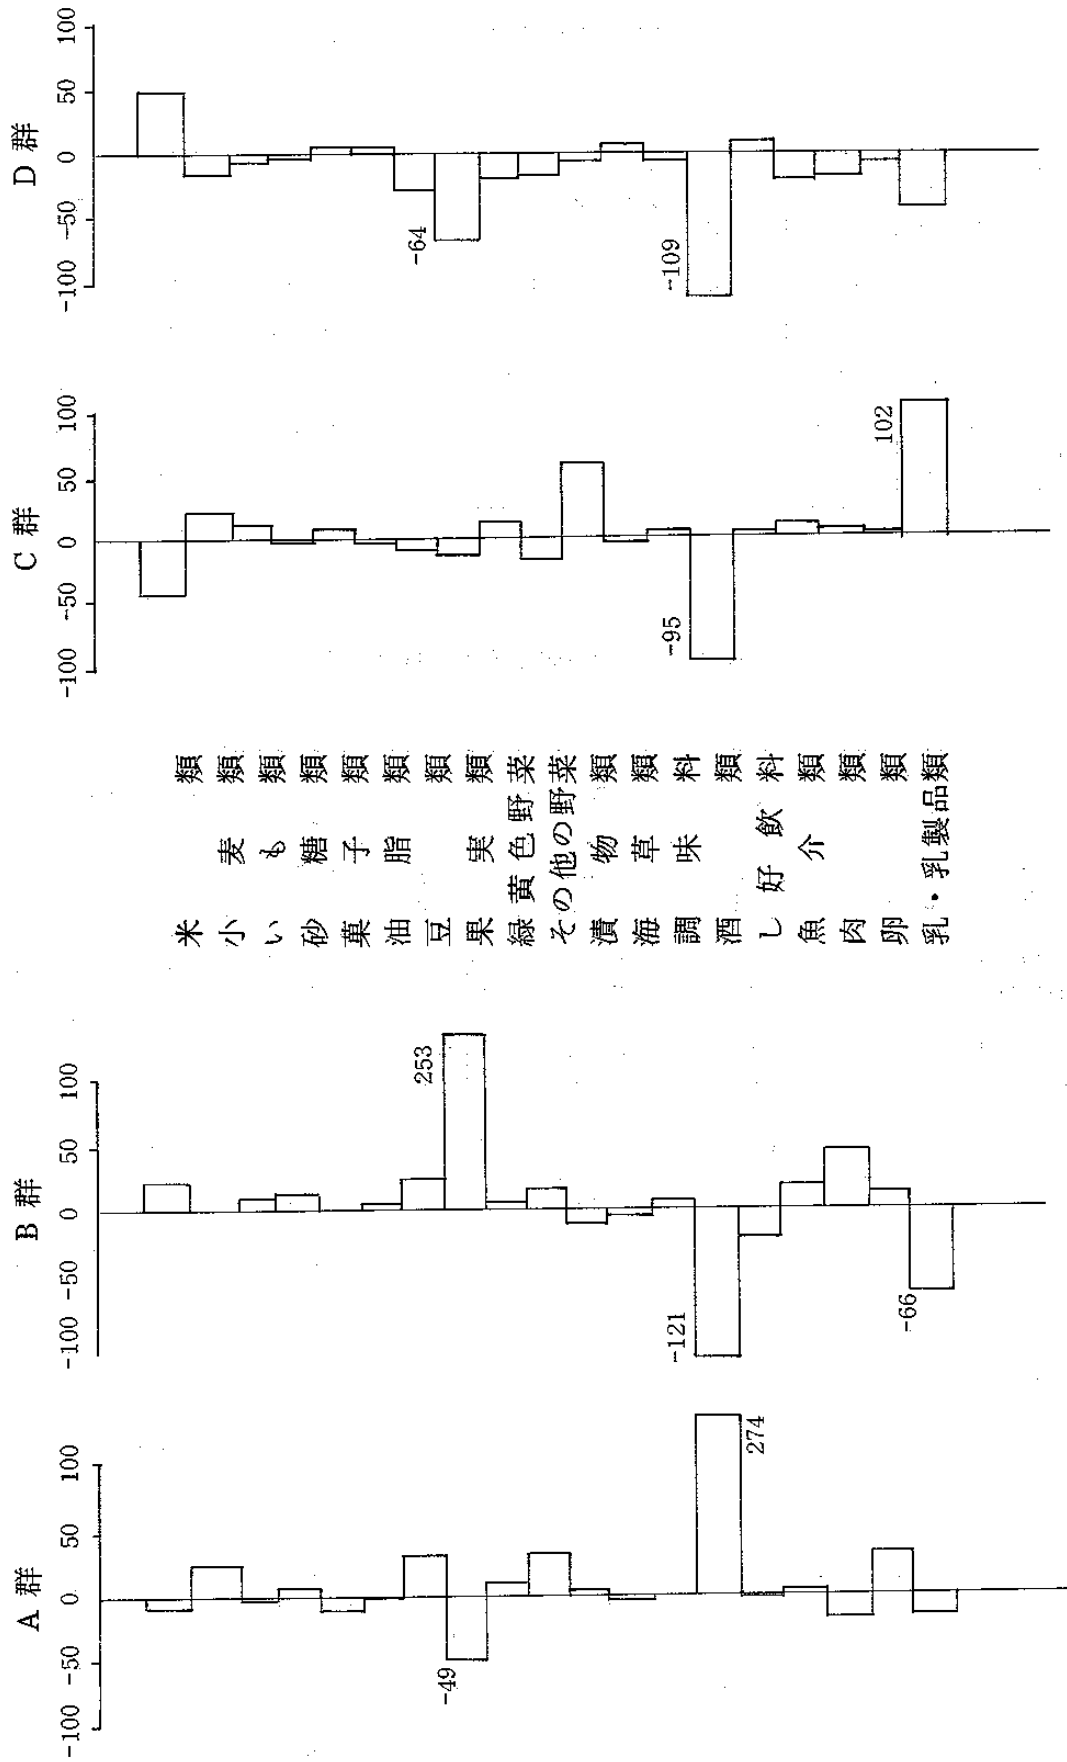 A群 B群 C群 D群
-100 -50 0 50 100 -100 -50 0 50 100 -100 -50 0 50 100 -100 -50 0 50 100
米類
小麦類
いも類
砂糖類
菓子類
油脂類
-49 253 豆類 -64
果実類
緑黄色野菜
その他の野菜
漬物類
海草類
-121 調味料 -95 -109
酒類
274 し好飲料
魚介類
肉類
卵類 102
-66 乳・乳製品類